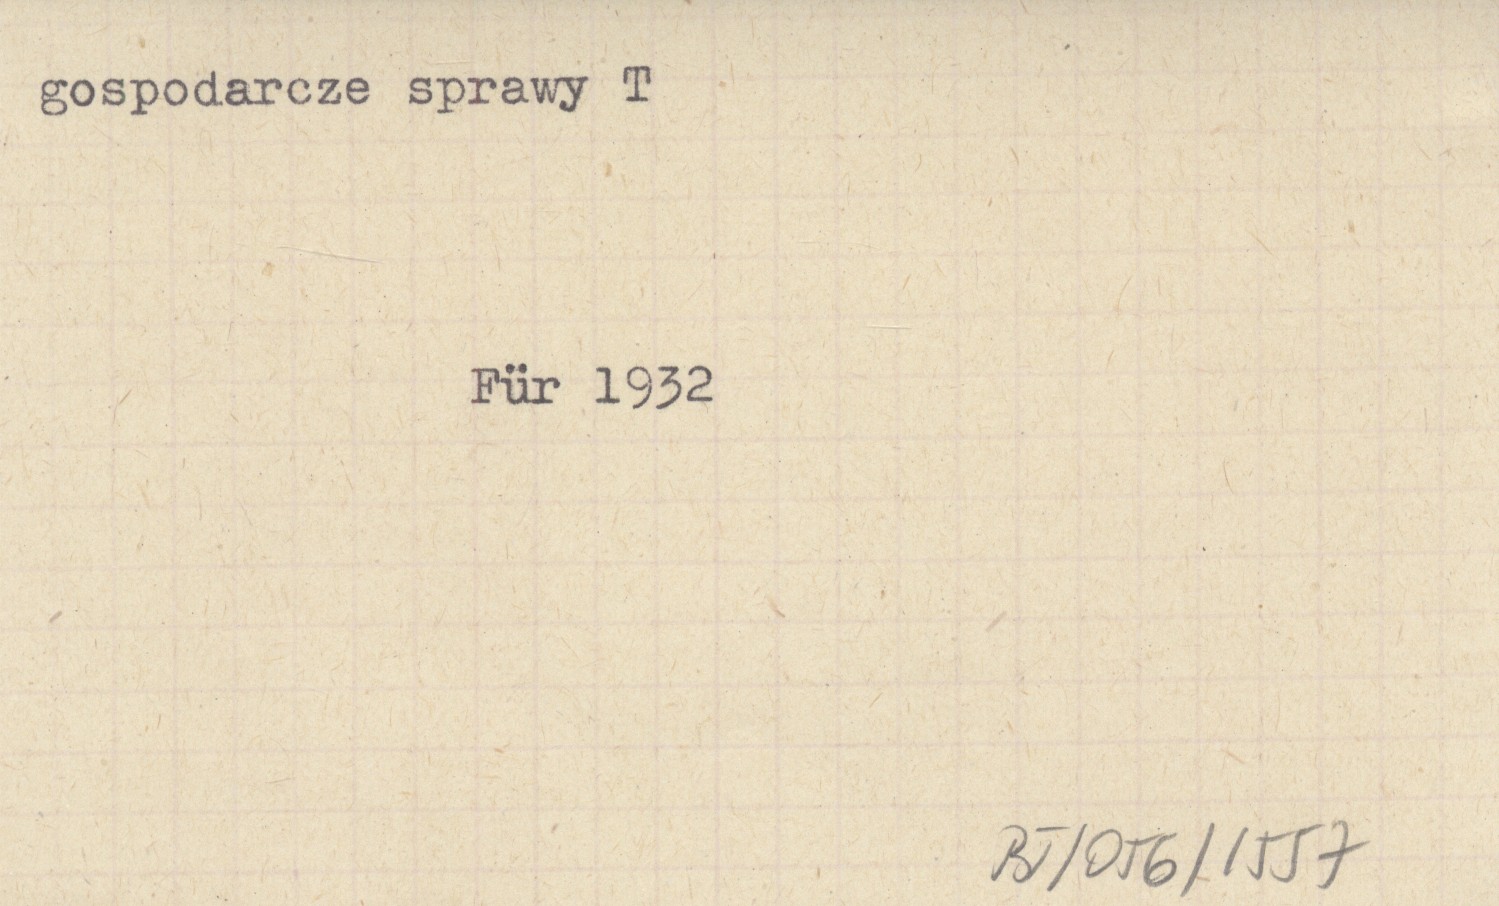 gospodarcze sprawy T
Für 1932
BJ/056/1557